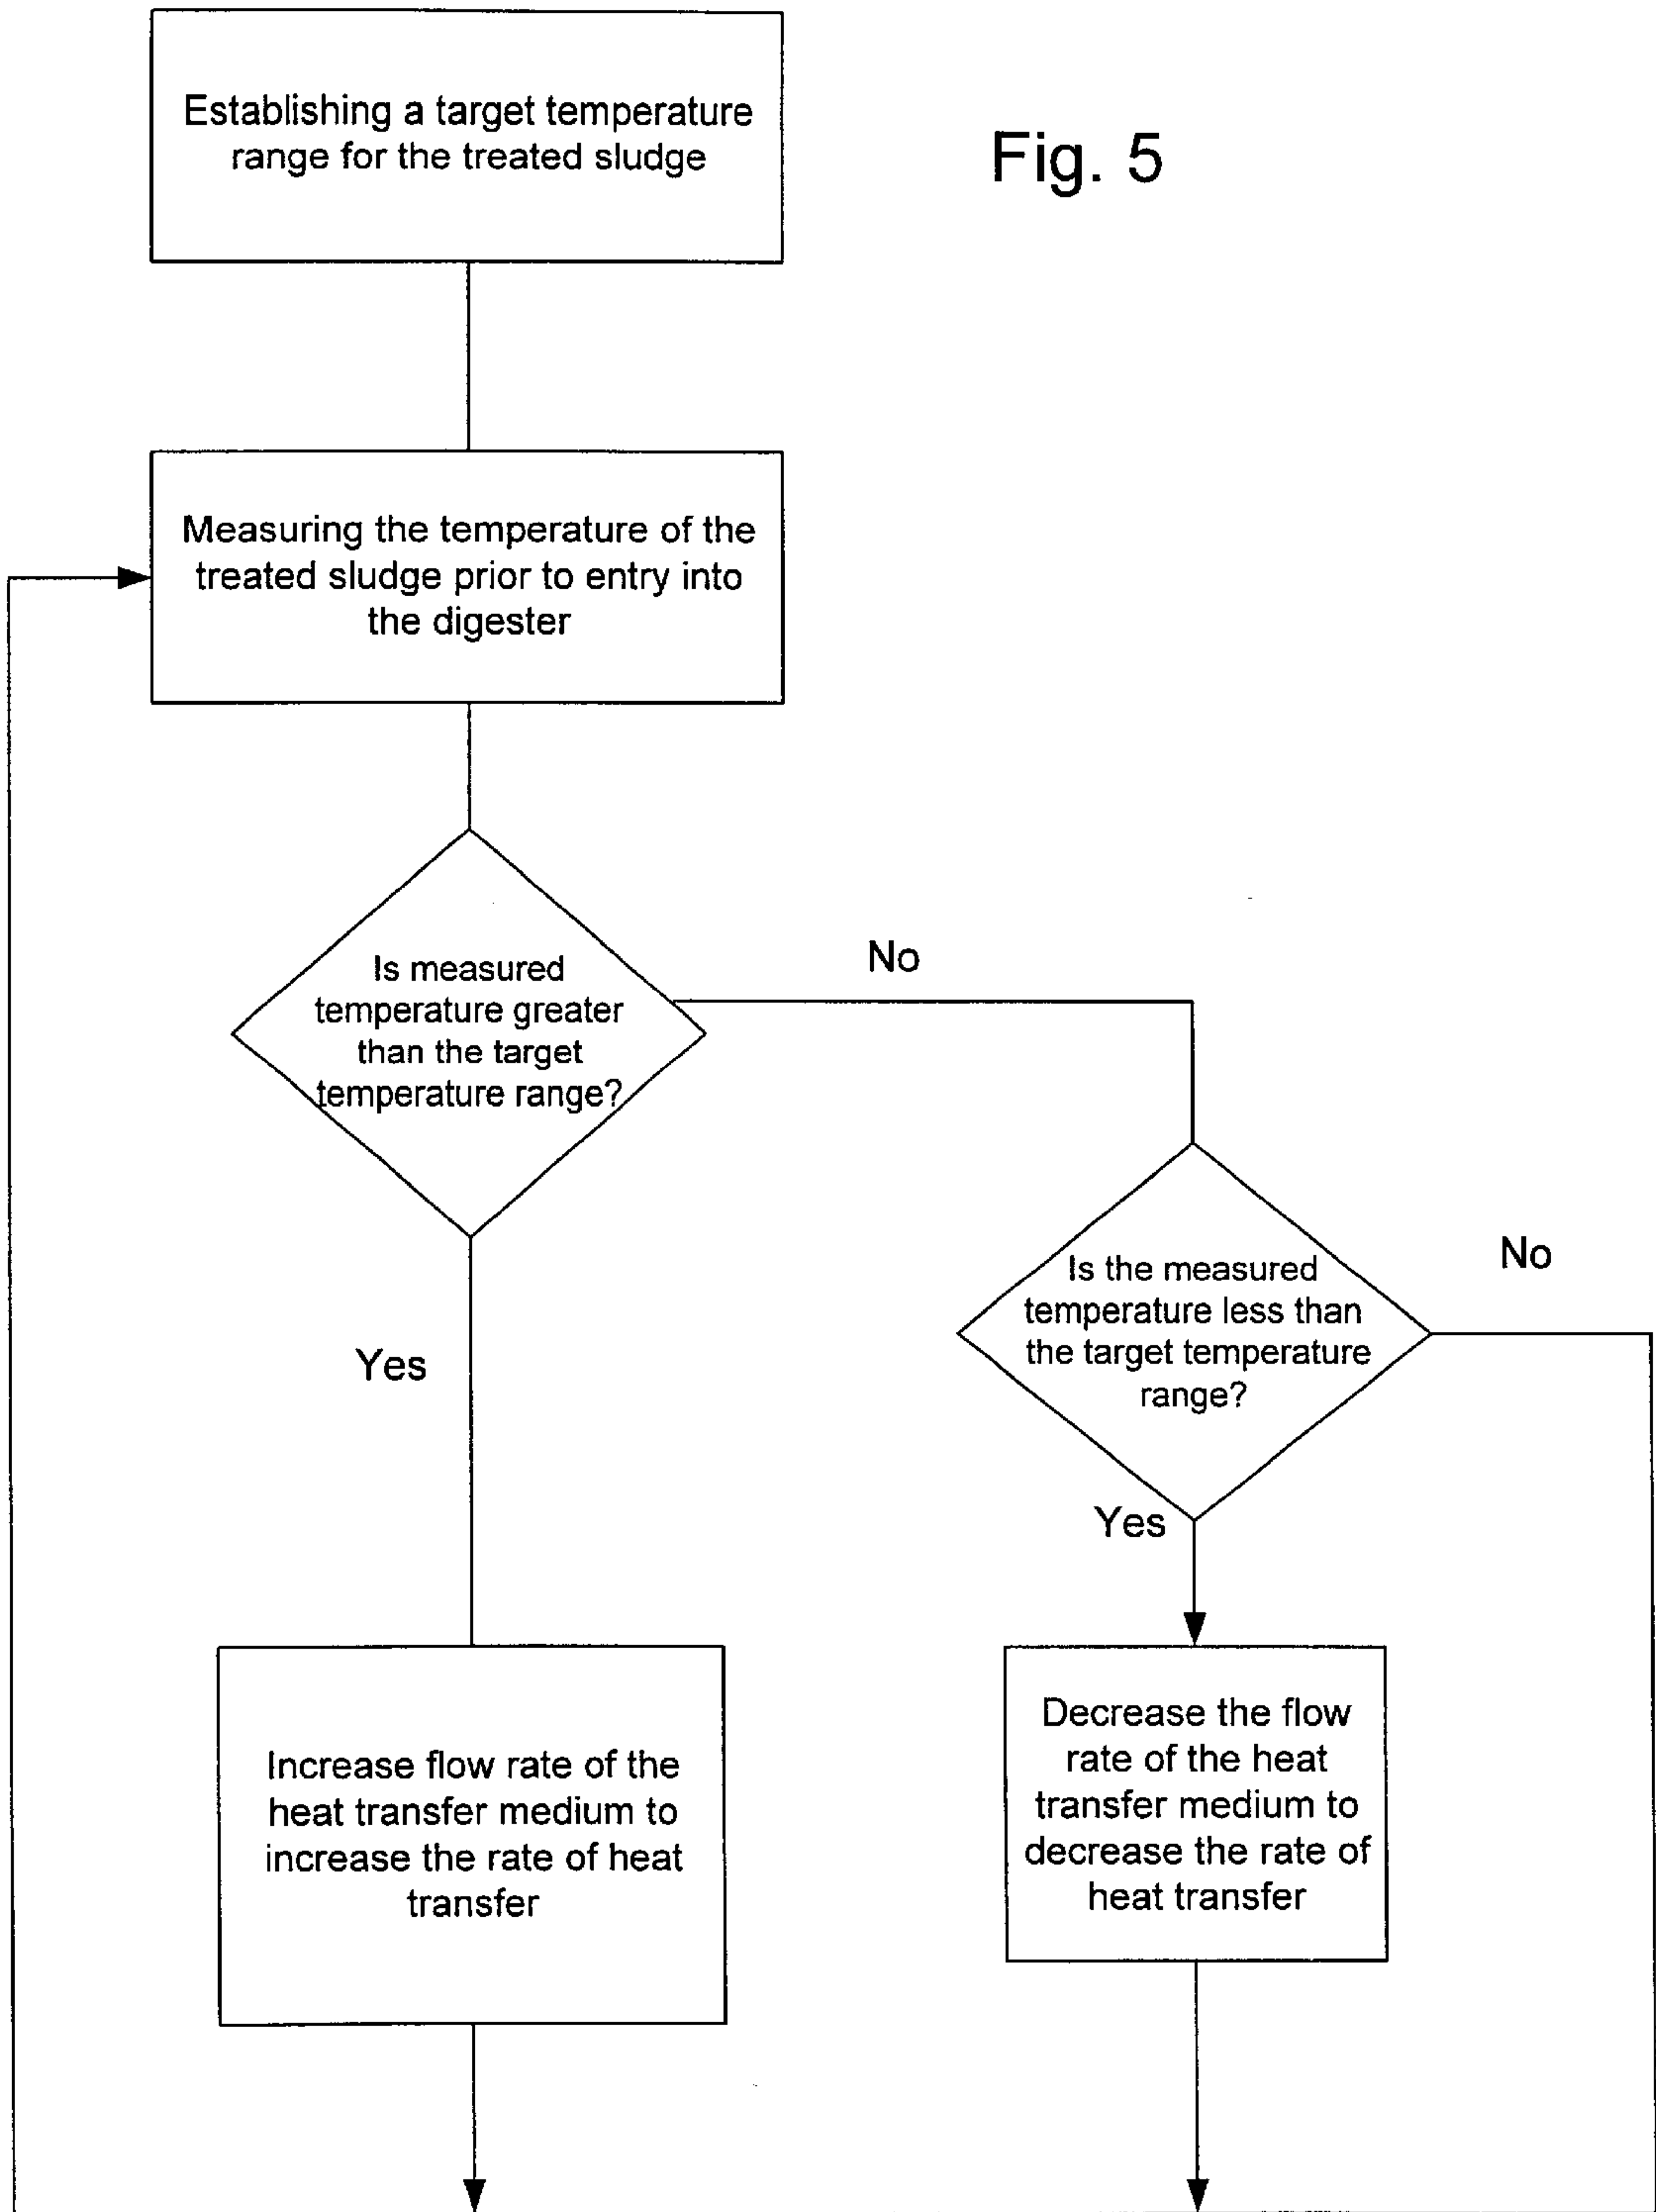 Establishing a target temperature
range for the treated sludge
Fig. 5
Measuring the temperature of the
treated sludge prior to entry into
the digester
Is measured
temperature greater
than the target
temperature range?
No
Is the measured
temperature less than
the target temperature
range?
No
Yes
Yes
Increase flow rate of the
heat transfer medium to
increase the rate of heat
transfer
Decrease the flow
rate of the heat
transfer medium to
decrease the rate of
heat transfer